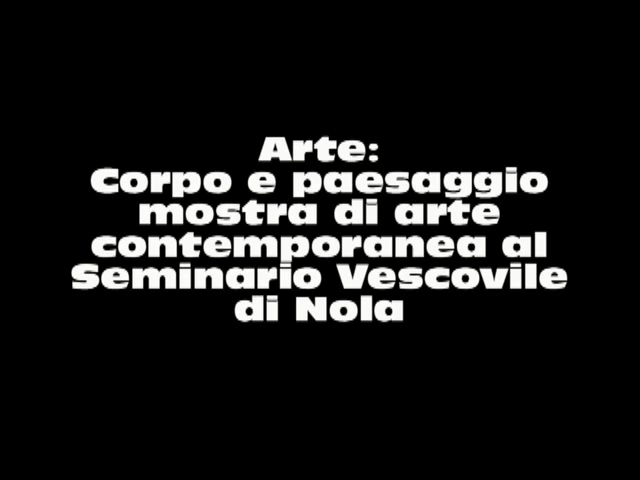 Arte:
Corpo e paesaggio
mostra di arte
contemporanea al
Seminario Vescovile
di Nola